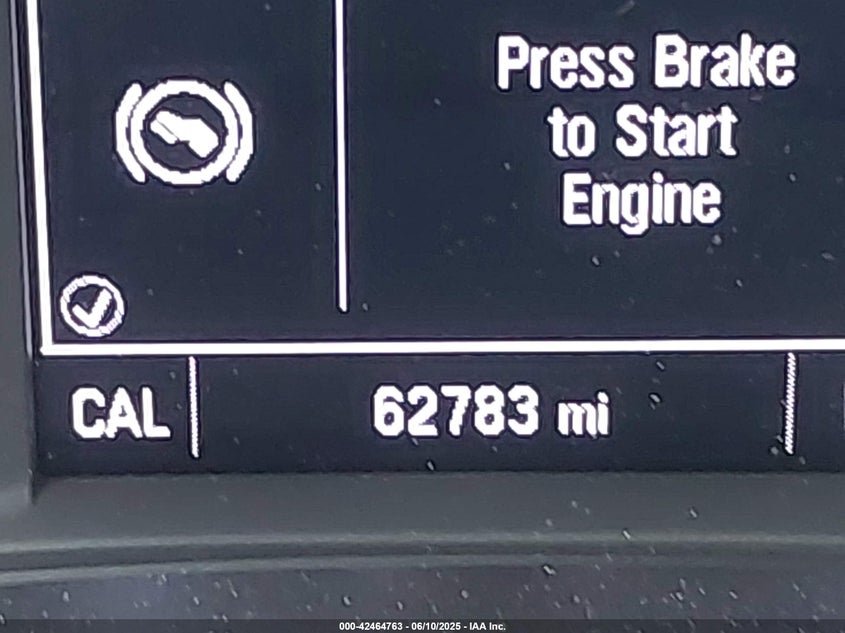 Press Brake
to Start
Engine
CAL
62783 mi
000-42464763 - 06/10/2025 - IAA Inc.